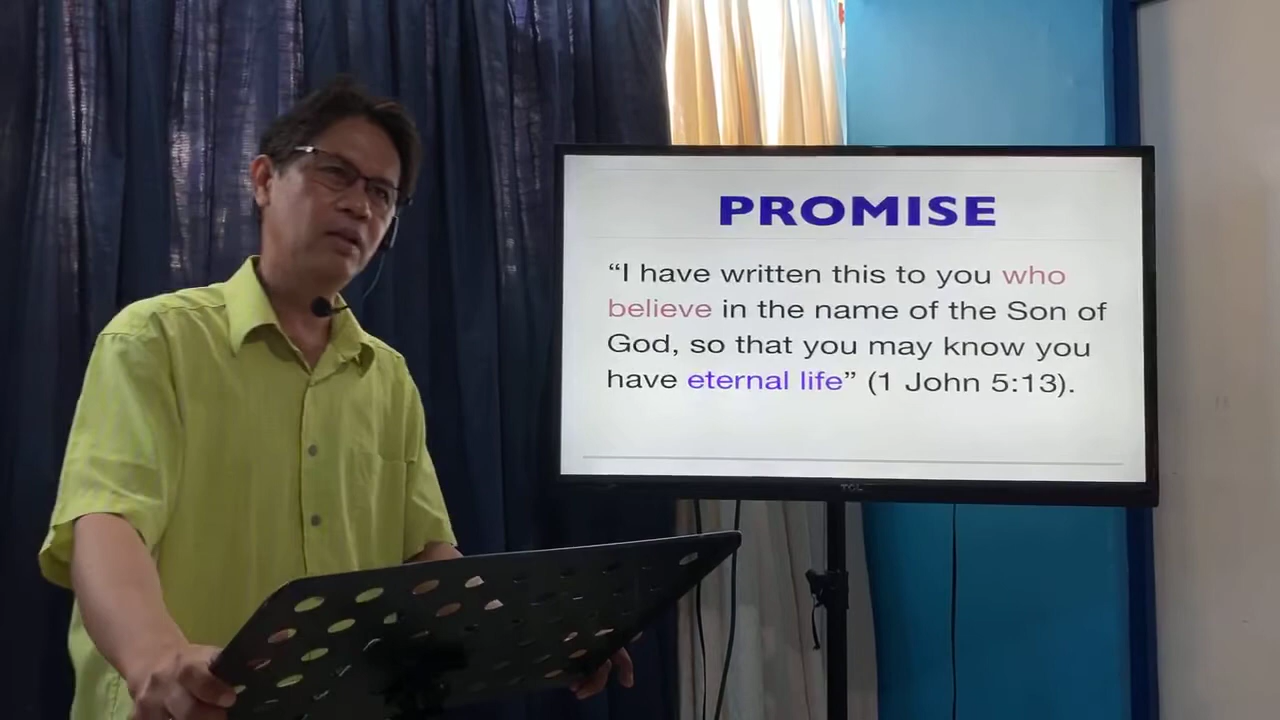 PROMISE
“I have written this to you who
believe in the name of the Son of
God, so that you may know you
have eternal life” (1 John 5:13).
TCL